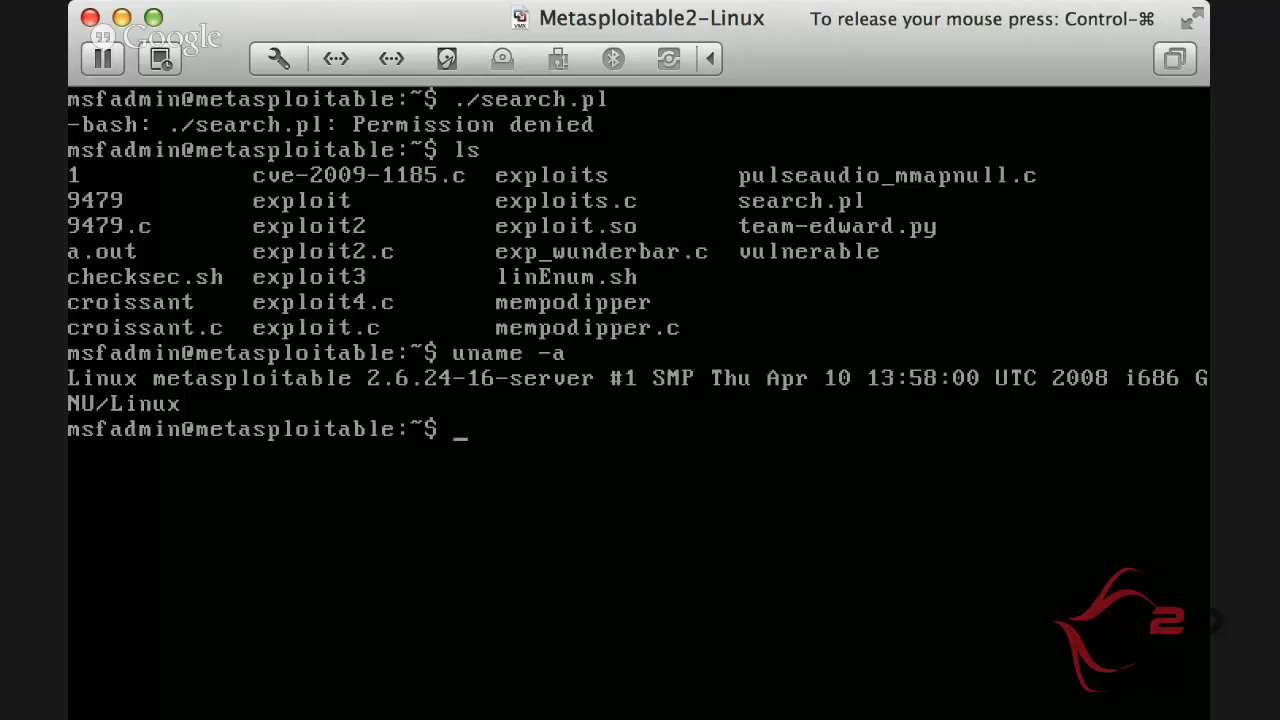 Metasploitable2-Linux
To release your mouse press: Control-⌘
Google
msfadmin@metasploitable:~$ ./search.pl
-bash: ./search.pl: Permission denied
msfadmin@metasploitable:~$ ls
1 cve-2009-1185.c exploits pulseaudio_mmapnull.c
9479 exploit exploits.c search.pl
9479.c exploit2 exploit.so team-edward.py
a.out exploit2.c exp_wunderbar.c vulnerable
checksec.sh exploit3 linEnum.sh
croissant exploit4.c mempodipper
croissant.c exploit.c mempodipper.c
msfadmin@metasploitable:~$ uname -a
Linux metasploitable 2.6.24-16-server #1 SMP Thu Apr 10 13:58:00 UTC 2008 i686 G
NU/Linux
msfadmin@metasploitable:~$ _
2